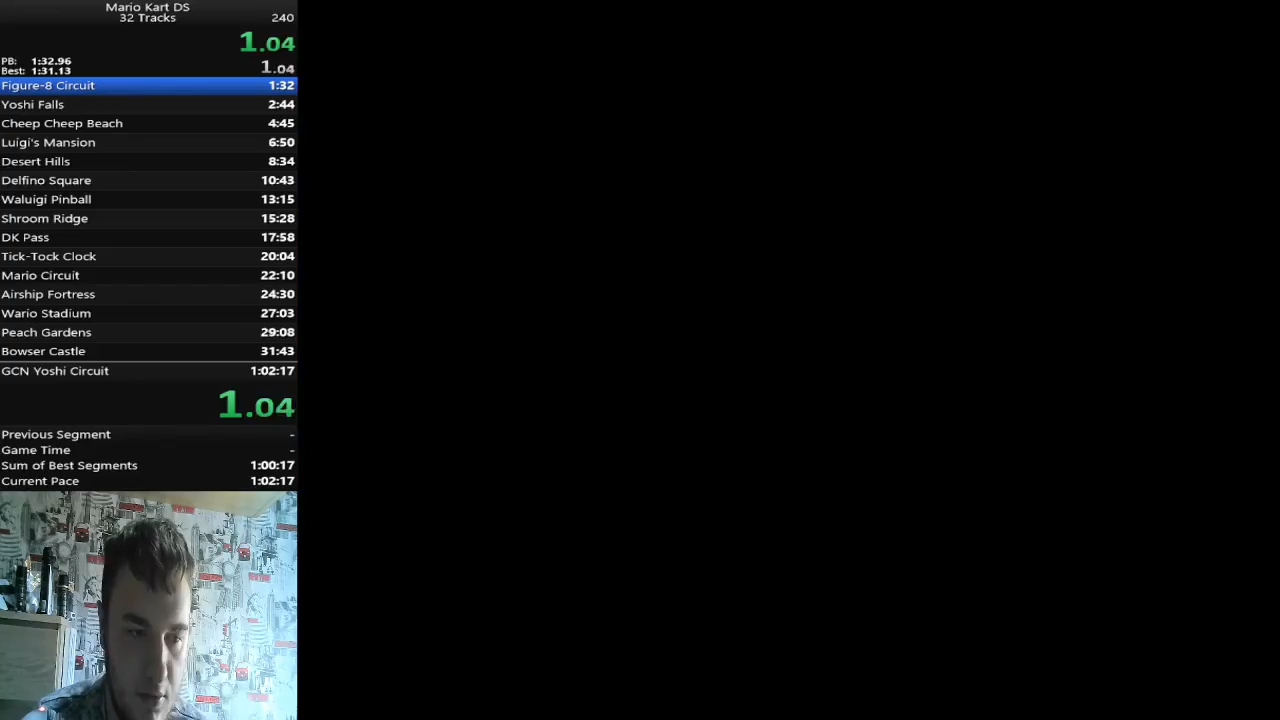 Mario Kart DS
32 Tracks 240
1.04
PB: 1:32.96
Best: 1:31.13 1.04
Figure-8 Circuit 1:32
Yoshi Falls 2:44
Cheep Cheep Beach 4:45
Luigi's Mansion 6:50
Desert Hills 8:34
Delfino Square 10:43
Waluigi Pinball 13:15
Shroom Ridge 15:28
DK Pass 17:58
Tick-Tock Clock 20:04
Mario Circuit 22:10
Airship Fortress 24:30
Wario Stadium 27:03
Peach Gardens 29:08
Bowser Castle 31:43
GCN Yoshi Circuit 1:02:17
1.04
Previous Segment -
Game Time -
Sum of Best Segments 1:00:17
Current Pace 1:02:17